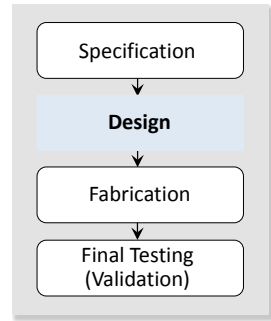 Specification
Design
Fabrication
Final Testing
(Validation)